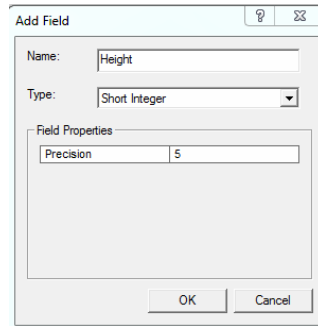 Add Field
Name: Height
Type: Short Integer
Field Properties
Precision 5
OK Cancel